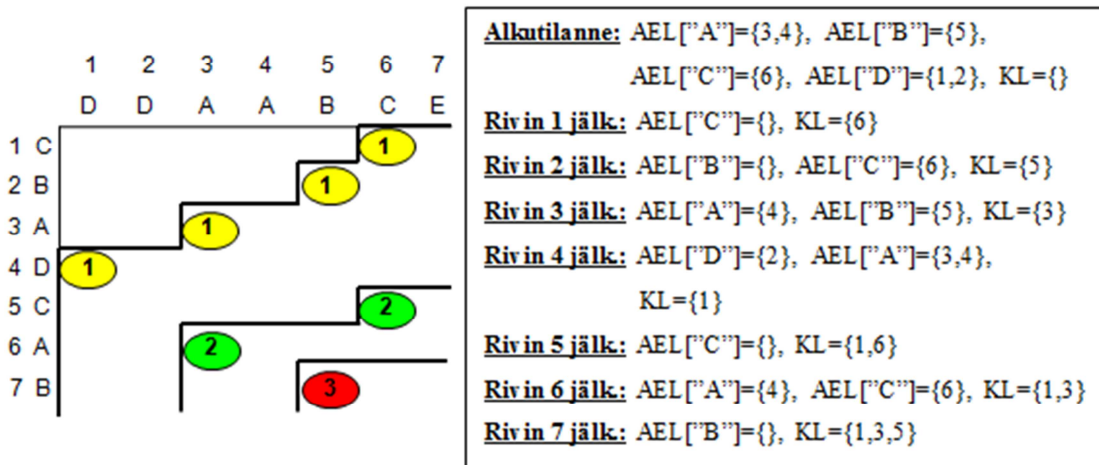 1 2 3 4 5 6 7
D D A A B C E
1 C 1
2 B 1
3 A 1
4 D 1
5 C 2
6 A 2
7 B 3
Alkutilanne: AEL["A"]={3,4}, AEL["B"]={5},
AEL["C"]={6}, AEL["D"]={1,2}, KL={}
Rivin 1 jälk.: AEL["C"]={}, KL={6}
Rivin 2 jälk.: AEL["B"]={}, AEL["C"]={6}, KL={5}
Rivin 3 jälk.: AEL["A"]={4}, AEL["B"]={5}, KL={3}
Rivin 4 jälk.: AEL["D"]={2}, AEL["A"]={3,4},
KL={1}
Rivin 5 jälk.: AEL["C"]={}, KL={1,6}
Rivin 6 jälk.: AEL["A"]={4}, AEL["C"]={6}, KL={1,3}
Rivin 7 jälk.: AEL["B"]={}, KL={1,3,5}